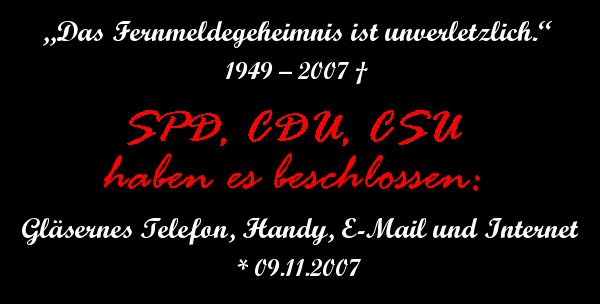 „Das Fernmeldegeheimnis ist unverletzlich.“
1949 – 2007 †
SPD, CDU, CSU
haben es beschlossen:
Gläsernes Telefon, Handy, E-Mail und Internet
* 09.11.2007